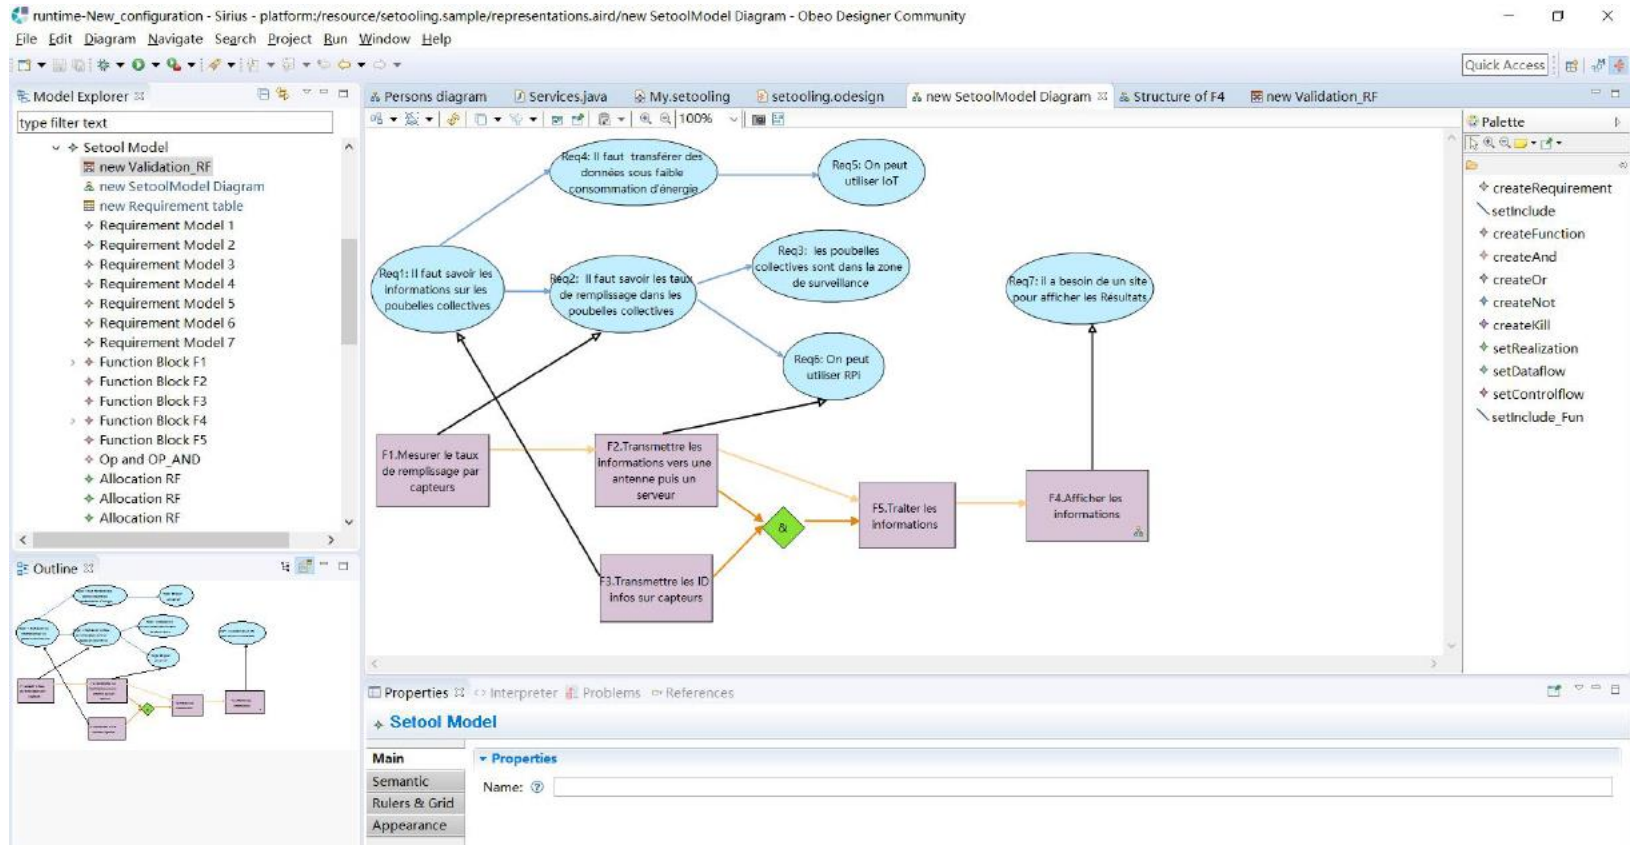 runtime-New_configuration - Sirius - platform:/resource/setooling.sample/representations.aird/new SetoolModel Diagram - Obeo Designer Community
File Edit Diagram Navigate Search Project Run Window Help
Quick Access
Model Explorer
type filter text
Setool Model
new Validation_RF
new SetoolModel Diagram
new Requirement table
Requirement Model 1
Requirement Model 2
Requirement Model 3
Requirement Model 4
Requirement Model 5
Requirement Model 6
Requirement Model 7
Function Block F1
Function Block F2
Function Block F3
Function Block F4
Function Block F5
Op and OP_AND
Allocation RF
Allocation RF
Allocation RF
Outline
Persons diagram Services.java My.setooling setooling.odesign new SetoolModel Diagram Structure of F4 new Validation_RF
100%
Req4: Il faut transférer des
données sous faible
consommation d'énergie
Req5: On peut
utiliser IoT
Req1: Il faut savoir les
informations sur les
poubelles collectives
Req2: Il faut savoir les taux
de remplissage dans les
poubelles collectives
Req3: les poubelles
collectives sont dans la zone
de surveillance
Req7: il a besoin de un site
pour afficher les Résultats
Req6: On peut
utiliser RPi
F1.Mesurer le taux
de remplissage par
capteurs
F2.Transmettre les
informations vers une
antenne puis un
serveur
&
F5.Traiter les
informations
F4.Afficher les
informations
F3.Transmettre les ID
infos sur capteurs
Palette
createRequirement
setInclude
createFunction
createAnd
createOr
createNot
createKill
setRealization
setDataflow
setControlflow
setInclude_Fun
Properties Interpreter Problems References
Setool Model
Main
Semantic
Rulers & Grid
Appearance
Properties
Name: